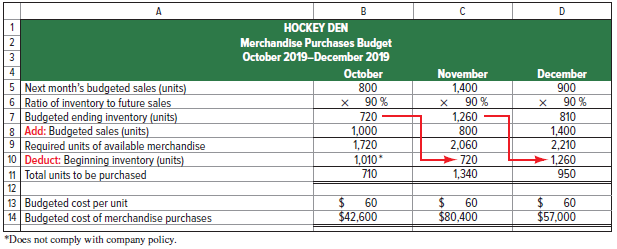 A B C D
1 HOCKEY DEN
2 Merchandise Purchases Budget
3 October 2019–December 2019
4 October November December
5 Next month's budgeted sales (units) 800 1,400 900
6 Ratio of inventory to future sales × 90 % × 90 % × 90 %
7 Budgeted ending inventory (units) 720 1,260 810
8 Add: Budgeted sales (units) 1,000 800 1,400
9 Required units of available merchandise 1,720 2,060 2,210
10 Deduct: Beginning inventory (units) 1,010* 720 1,260
11 Total units to be purchased 710 1,340 950
12
13 Budgeted cost per unit $ 60 $ 60 $ 60
14 Budgeted cost of merchandise purchases $42,600 $80,400 $57,000
*Does not comply with company policy.